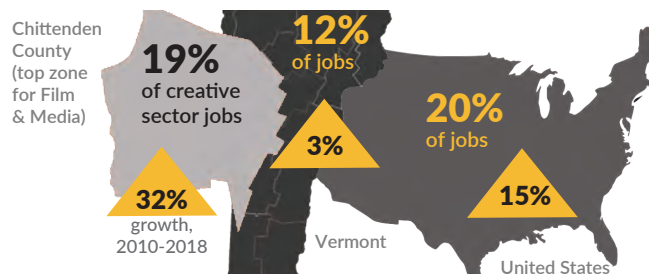 Chittenden
County
(top zone
for Film
& Media)
19%
of creative
sector jobs
32%
growth,
2010-2018
12%
of jobs
3%
Vermont
20%
of jobs
15%
United States